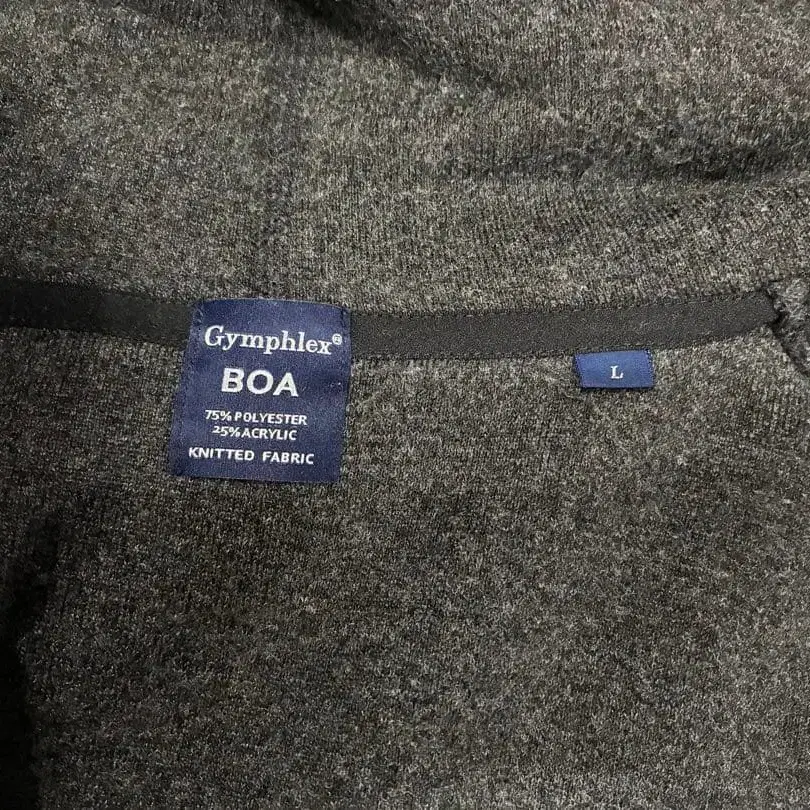 Gymphlex®
BOA
75% POLYESTER
25% ACRYLIC
KNITTED FABRIC
L